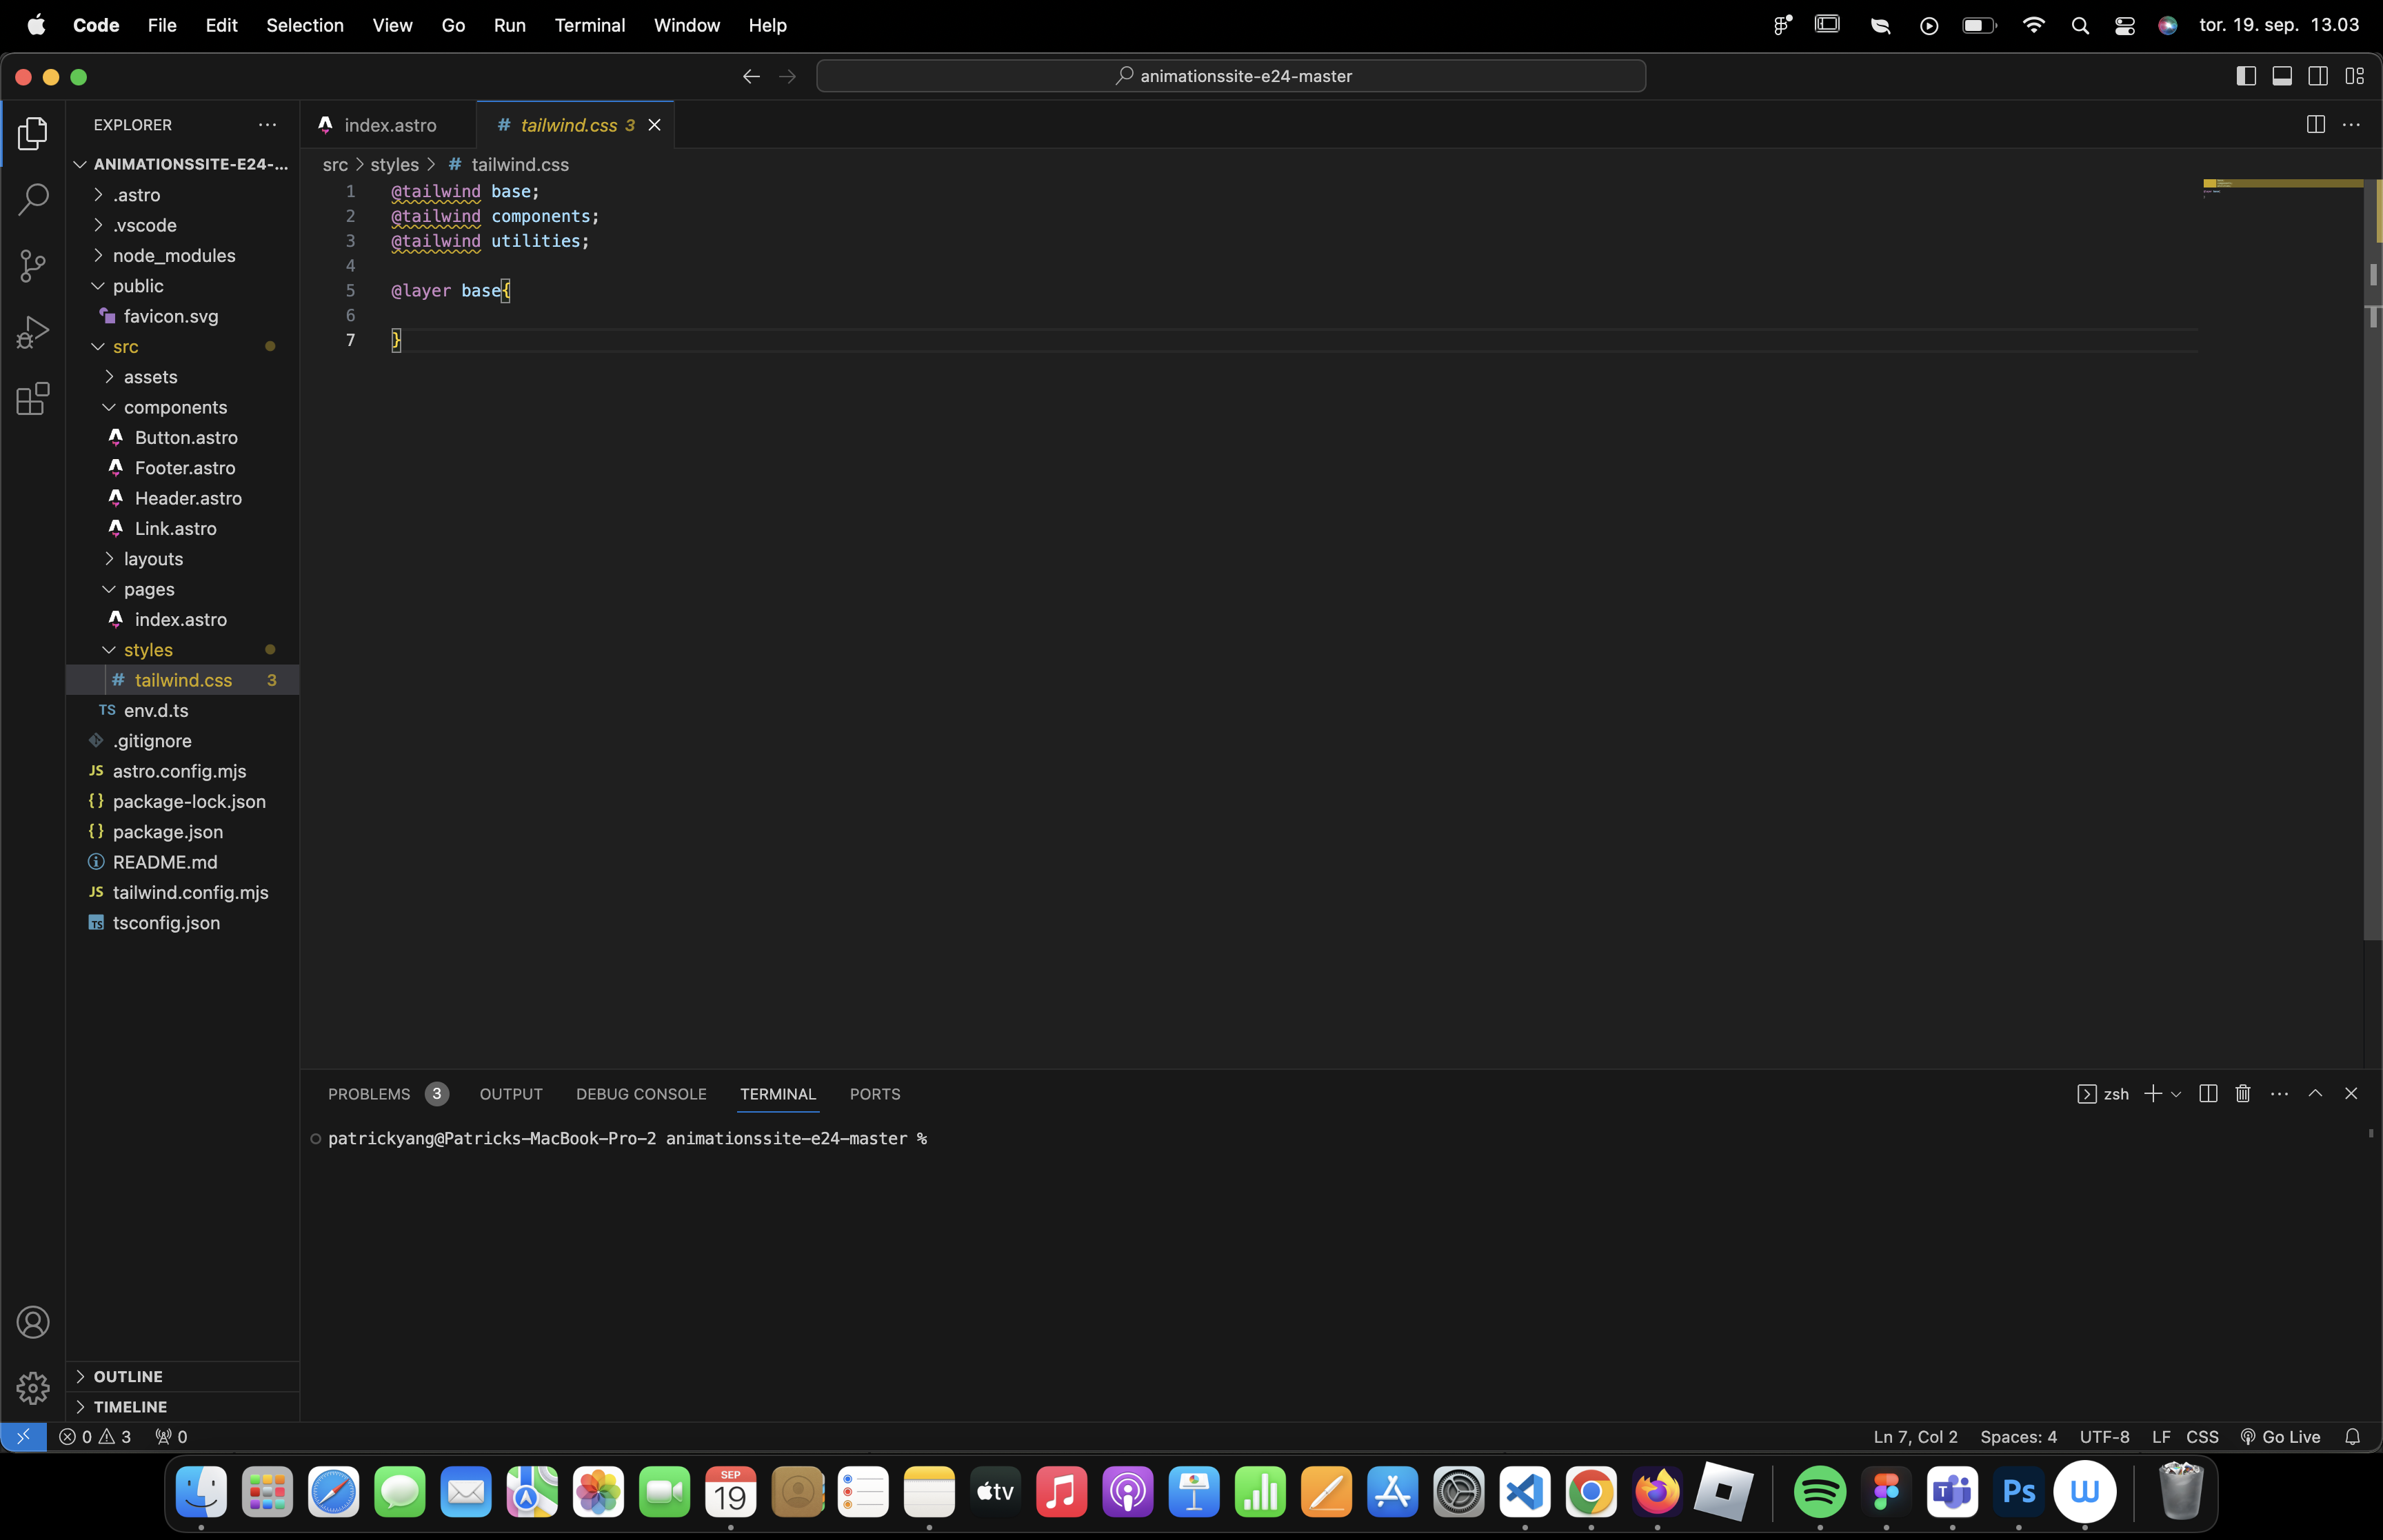 Code File Edit Selection View Go Run Terminal Window Help
tor. 19. sep. 13.03
animationssite-e24-master
EXPLORER
ANIMATIONSSITE-E24-...
.astro
.vscode
node_modules
public
favicon.svg
src
assets
components
Button.astro
Footer.astro
Header.astro
Link.astro
layouts
pages
index.astro
styles
# tailwind.css 3
TS env.d.ts
.gitignore
JS astro.config.mjs
{} package-lock.json
{} package.json
README.md
JS tailwind.config.mjs
TS tsconfig.json
OUTLINE
TIMELINE
index.astro
# tailwind.css 3
src > styles > # tailwind.css
1 @tailwind base;
2 @tailwind components;
3 @tailwind utilities;
4
5 @layer base{
6
7 }
PROBLEMS 3 OUTPUT DEBUG CONSOLE TERMINAL PORTS
zsh
patrickyang@Patricks-MacBook-Pro-2 animationssite-e24-master %
0 3 0
Ln 7, Col 2 Spaces: 4 UTF-8 LF CSS Go Live
SEP
19
tv
T
Ps
W